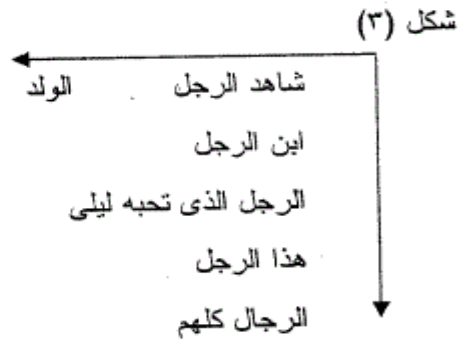 شكل (٣)
شاهد الرجل الولد
ابن الرجل
الرجل الذى تحبه ليلى
هذا الرجل
الرجال كلهم